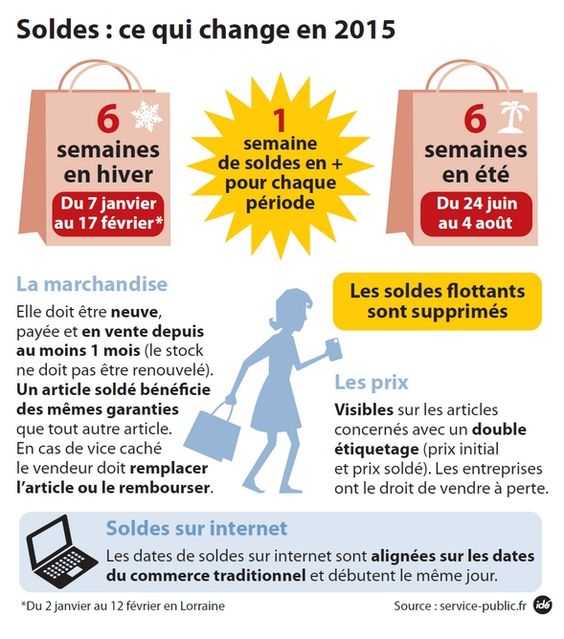 Soldes : ce qui change en 2015
6
semaines
en hiver
Du 7 janvier
au 17 février*
1
semaine
de soldes en +
pour chaque
période
6
semaines
en été
Du 24 juin
au 4 août
La marchandise
Elle doit être neuve,
payée et en vente depuis
au moins 1 mois (le stock
ne doit pas être renouvelé).
Un article soldé bénéficie
des mêmes garanties
que tout autre article.
En cas de vice caché
le vendeur doit remplacer
l'article ou le rembourser.
Les soldes flottants
sont supprimés
Les prix
Visibles sur les articles
concernés avec un double
étiquetage (prix initial
et prix soldé). Les entreprises
ont le droit de vendre à perte.
Soldes sur internet
Les dates de soldes sur internet sont alignées sur les dates
du commerce traditionnel et débutent le même jour.
*Du 2 janvier au 12 février en Lorraine
Source : service-public.fr idé